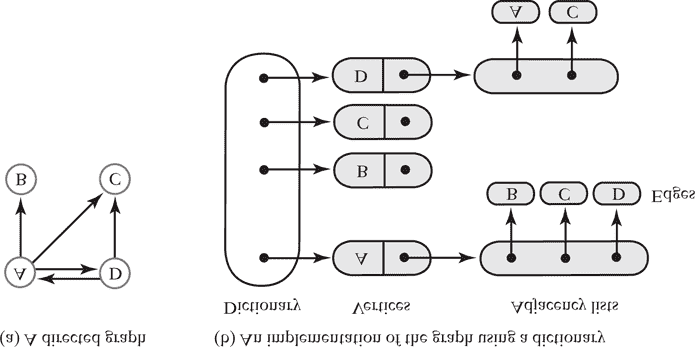 (a) A directed graph
(b) An implementation of the graph using a dictionary
Dictionary
Vertices
Adjacency lists
A
D
B
C
A
B
C
D
Edges
B
C
D
A
C